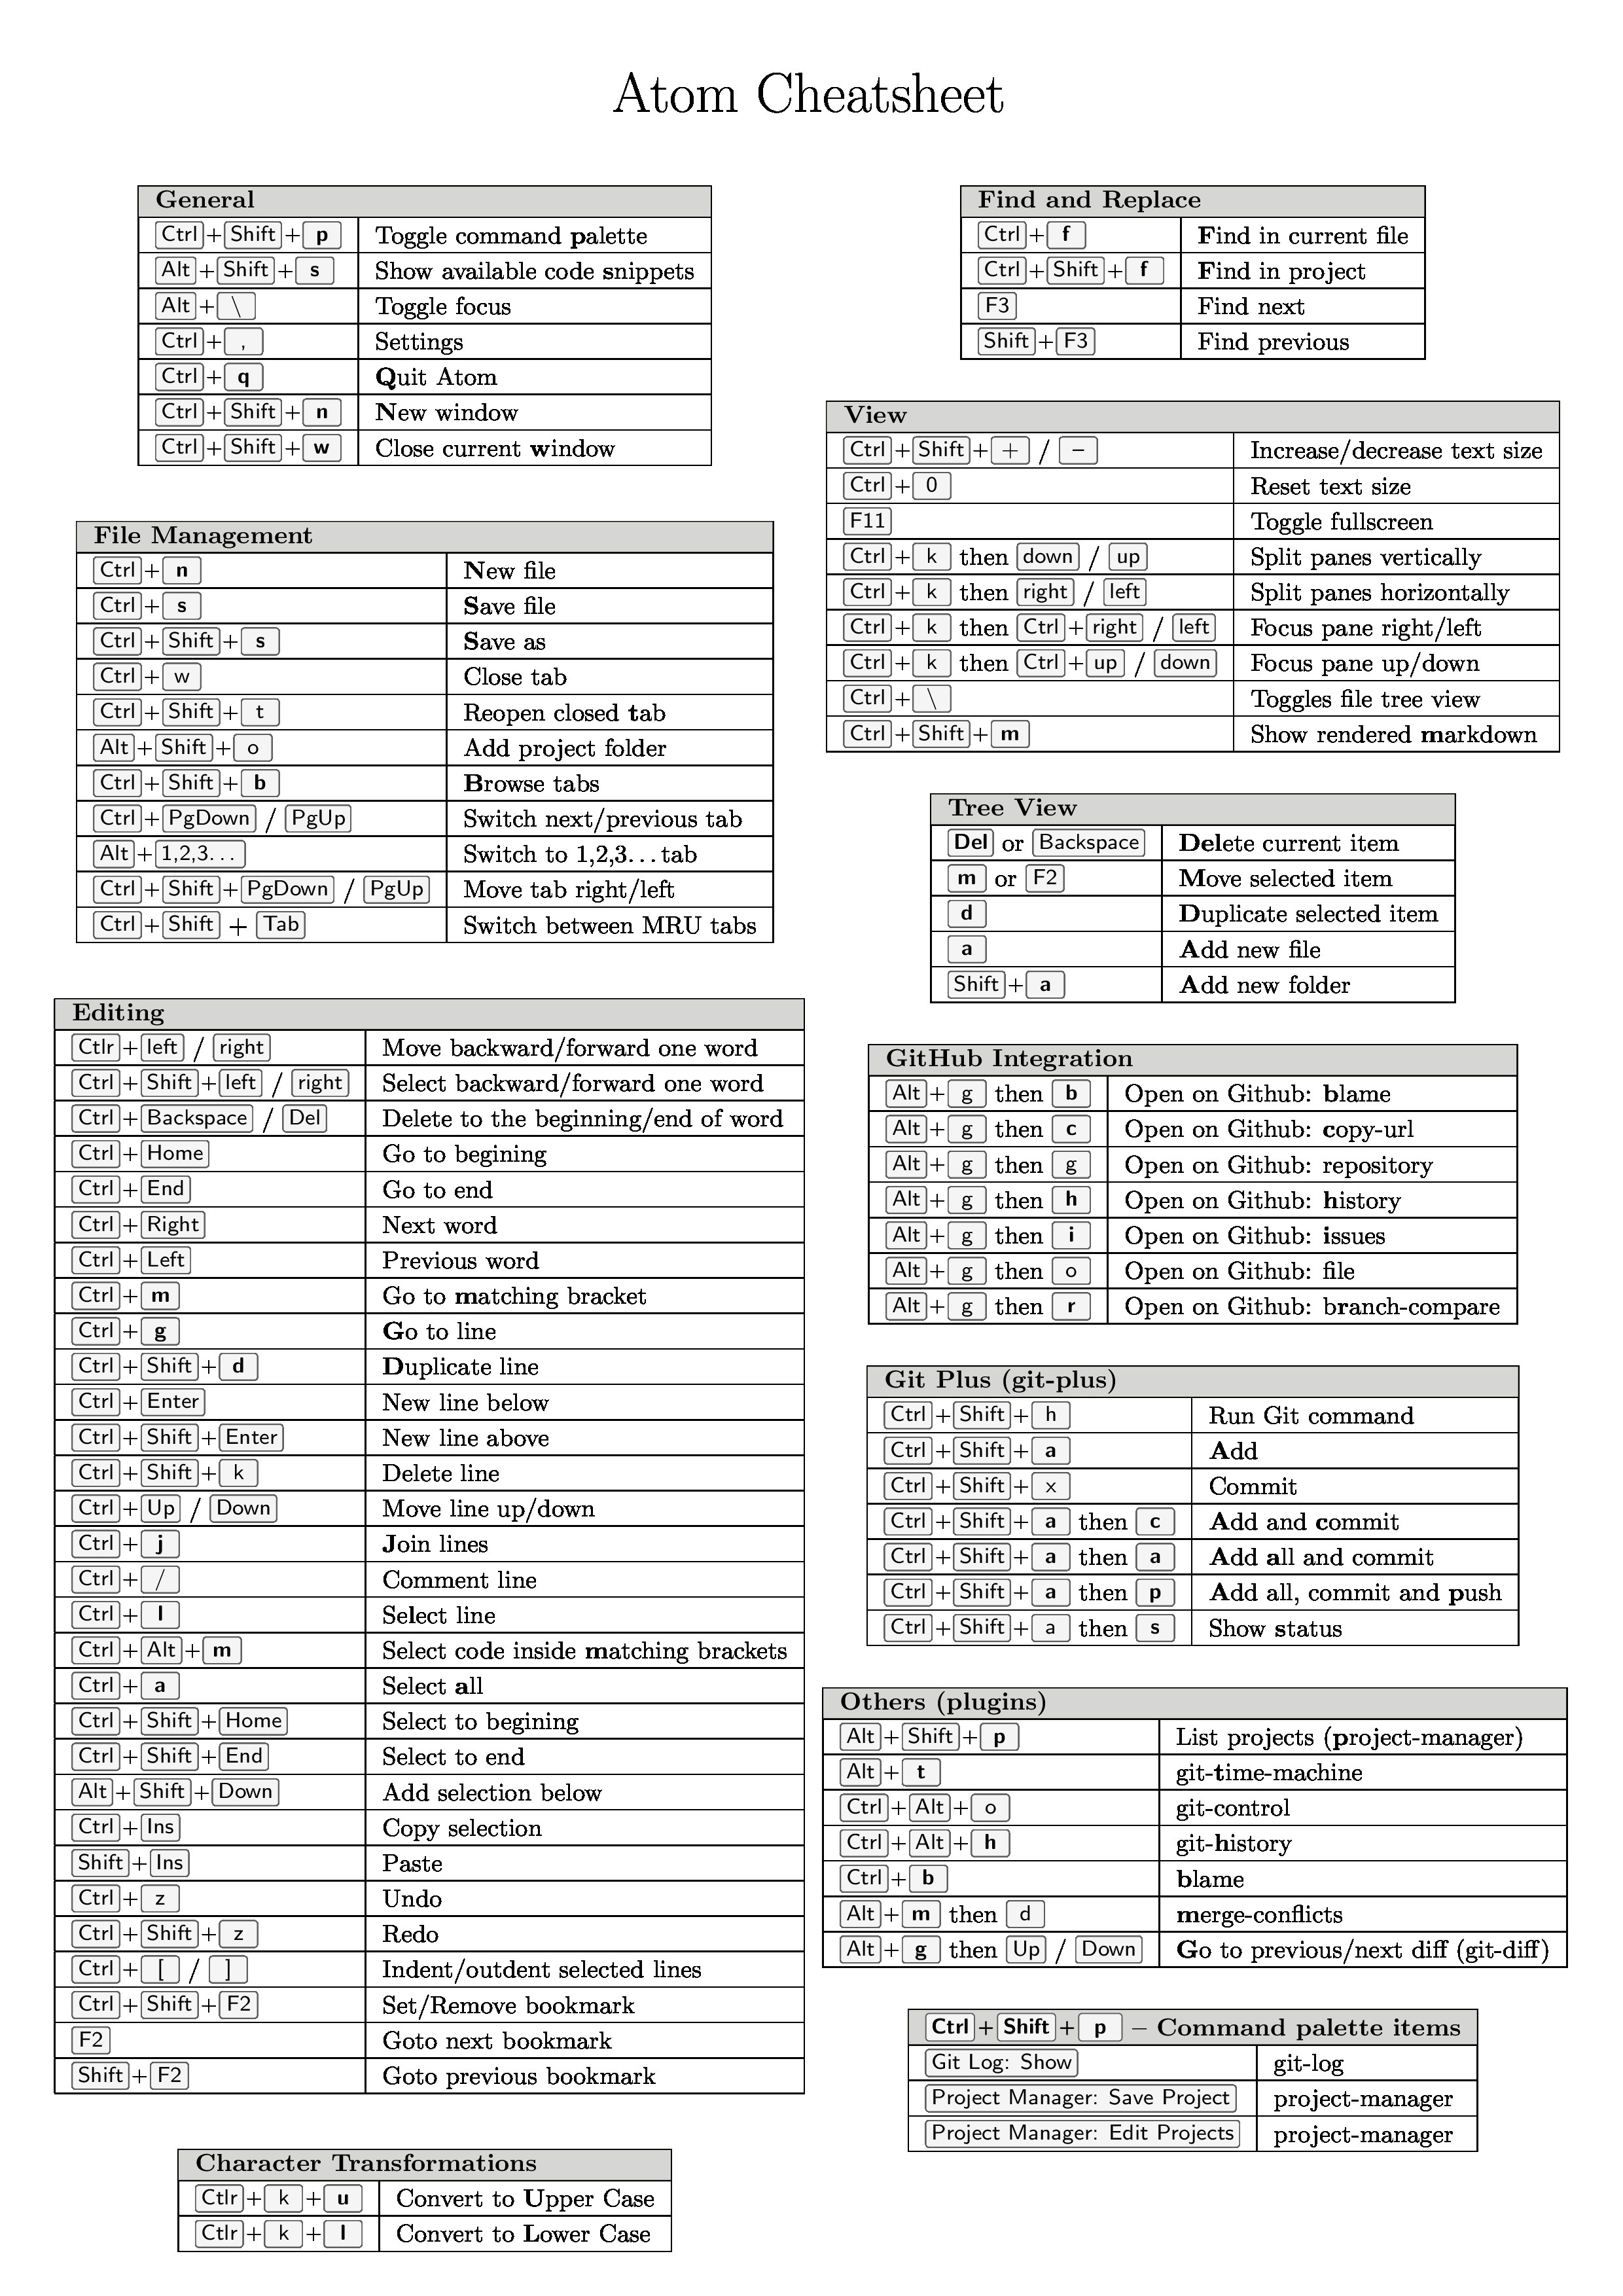 Atom Cheatsheet
General
Ctrl+Shift+p Toggle command palette
Alt+Shift+s Show available code snippets
Alt+\ Toggle focus
Ctrl+, Settings
Ctrl+q Quit Atom
Ctrl+Shift+n New window
Ctrl+Shift+w Close current window
File Management
Ctrl+n New file
Ctrl+s Save file
Ctrl+Shift+s Save as
Ctrl+w Close tab
Ctrl+Shift+t Reopen closed tab
Alt+Shift+o Add project folder
Ctrl+Shift+b Browse tabs
Ctrl+PgDown / PgUp Switch next/previous tab
Alt+1,2,3... Switch to 1,2,3...tab
Ctrl+Shift+PgDown / PgUp Move tab right/left
Ctrl+Shift + Tab Switch between MRU tabs
Editing
Ctlr+left / right Move backward/forward one word
Ctrl+Shift+left / right Select backward/forward one word
Ctrl+Backspace / Del Delete to the beginning/end of word
Ctrl+Home Go to begining
Ctrl+End Go to end
Ctrl+Right Next word
Ctrl+Left Previous word
Ctrl+m Go to matching bracket
Ctrl+g Go to line
Ctrl+Shift+d Duplicate line
Ctrl+Enter New line below
Ctrl+Shift+Enter New line above
Ctrl+Shift+k Delete line
Ctrl+Up / Down Move line up/down
Ctrl+j Join lines
Ctrl+/ Comment line
Ctrl+l Select line
Ctrl+Alt+m Select code inside matching brackets
Ctrl+a Select all
Ctrl+Shift+Home Select to begining
Ctrl+Shift+End Select to end
Alt+Shift+Down Add selection below
Ctrl+Ins Copy selection
Shift+Ins Paste
Ctrl+z Undo
Ctrl+Shift+z Redo
Ctrl+[ / ] Indent/outdent selected lines
Ctrl+Shift+F2 Set/Remove bookmark
F2 Goto next bookmark
Shift+F2 Goto previous bookmark
Character Transformations
Ctlr+k+u Convert to Upper Case
Ctlr+k+l Convert to Lower Case
Find and Replace
Ctrl+f Find in current file
Ctrl+Shift+f Find in project
F3 Find next
Shift+F3 Find previous
View
Ctrl+Shift++ / − Increase/decrease text size
Ctrl+0 Reset text size
F11 Toggle fullscreen
Ctrl+k then down / up Split panes vertically
Ctrl+k then right / left Split panes horizontally
Ctrl+k then Ctrl+right / left Focus pane right/left
Ctrl+k then Ctrl+up / down Focus pane up/down
Ctrl+\ Toggles file tree view
Ctrl+Shift+m Show rendered markdown
Tree View
Del or Backspace Delete current item
m or F2 Move selected item
d Duplicate selected item
a Add new file
Shift+a Add new folder
GitHub Integration
Alt+g then b Open on Github: blame
Alt+g then c Open on Github: copy-url
Alt+g then g Open on Github: repository
Alt+g then h Open on Github: history
Alt+g then i Open on Github: issues
Alt+g then o Open on Github: file
Alt+g then r Open on Github: branch-compare
Git Plus (git-plus)
Ctrl+Shift+h Run Git command
Ctrl+Shift+a Add
Ctrl+Shift+x Commit
Ctrl+Shift+a then c Add and commit
Ctrl+Shift+a then a Add all and commit
Ctrl+Shift+a then p Add all, commit and push
Ctrl+Shift+a then s Show status
Others (plugins)
Alt+Shift+p List projects (project-manager)
Alt+t git-time-machine
Ctrl+Alt+o git-control
Ctrl+Alt+h git-history
Ctrl+b blame
Alt+m then d merge-conflicts
Alt+g then Up / Down Go to previous/next diff (git-diff)
Ctrl+Shift+p – Command palette items
Git Log: Show git-log
Project Manager: Save Project project-manager
Project Manager: Edit Projects project-manager